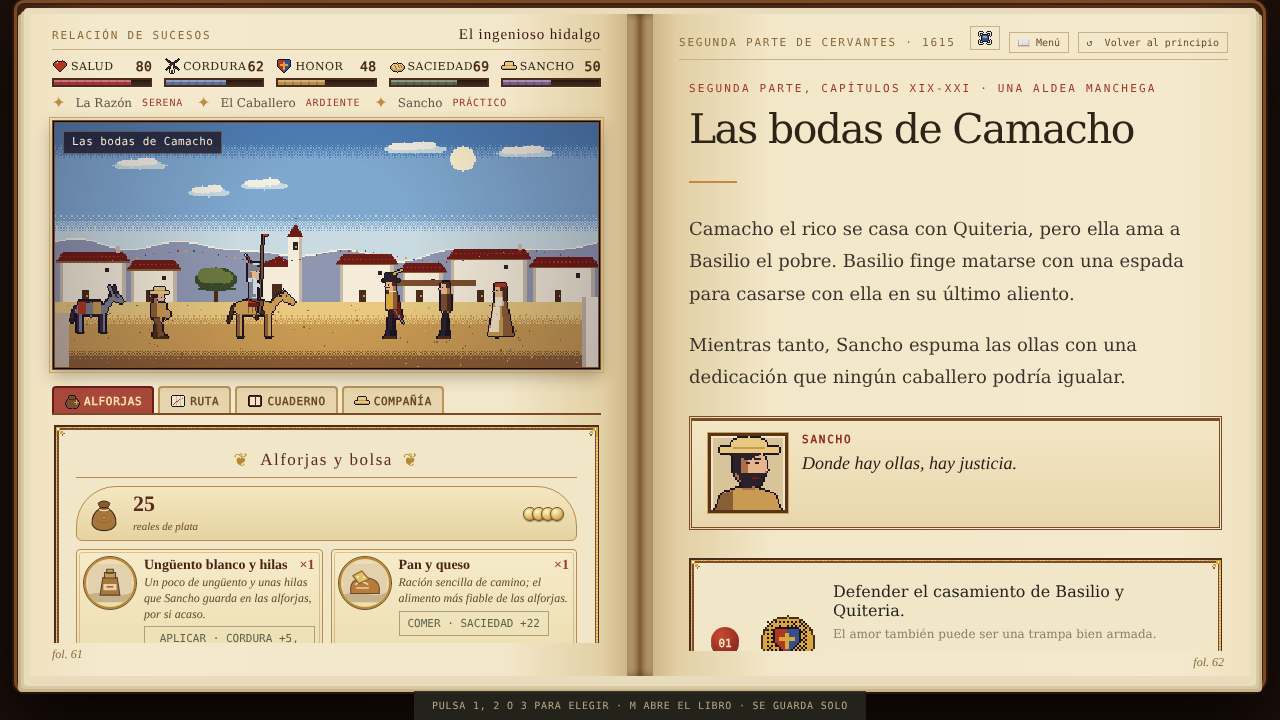 RELACIÓN DE SUCESOS
El ingenioso hidalgo
SALUD 80
CORDURA 62
HONOR 48
SACIEDAD 69
SANCHO 50
La Razón SERENA
El Caballero ARDIENTE
Sancho PRÁCTICO
Las bodas de Camacho
ALFORJAS
RUTA
CUADERNO
COMPAÑÍA
Alforjas y bolsa
25
reales de plata
Ungüento blanco y hilas ×1
Un poco de ungüento y unas hilas
que Sancho guarda en las alforjas,
por si acaso.
APLICAR · CORDURA +5,
Pan y queso ×1
Ración sencilla de camino; el
alimento más fiable de las alforjas.
COMER · SACIEDAD +22
fol. 61
SEGUNDA PARTE DE CERVANTES · 1615
Menú
↺ Volver al principio
SEGUNDA PARTE, CAPÍTULOS XIX-XXI · UNA ALDEA MANCHEGA
Las bodas de Camacho
Camacho el rico se casa con Quiteria, pero ella ama a
Basilio el pobre. Basilio finge matarse con una espada
para casarse con ella en su último aliento.
Mientras tanto, Sancho espuma las ollas con una
dedicación que ningún caballero podría igualar.
SANCHO
Donde hay ollas, hay justicia.
01
Defender el casamiento de Basilio y
Quiteria.
El amor también puede ser una trampa bien armada.
fol. 62
PULSA 1, 2 O 3 PARA ELEGIR · M ABRE EL LIBRO · SE GUARDA SOLO